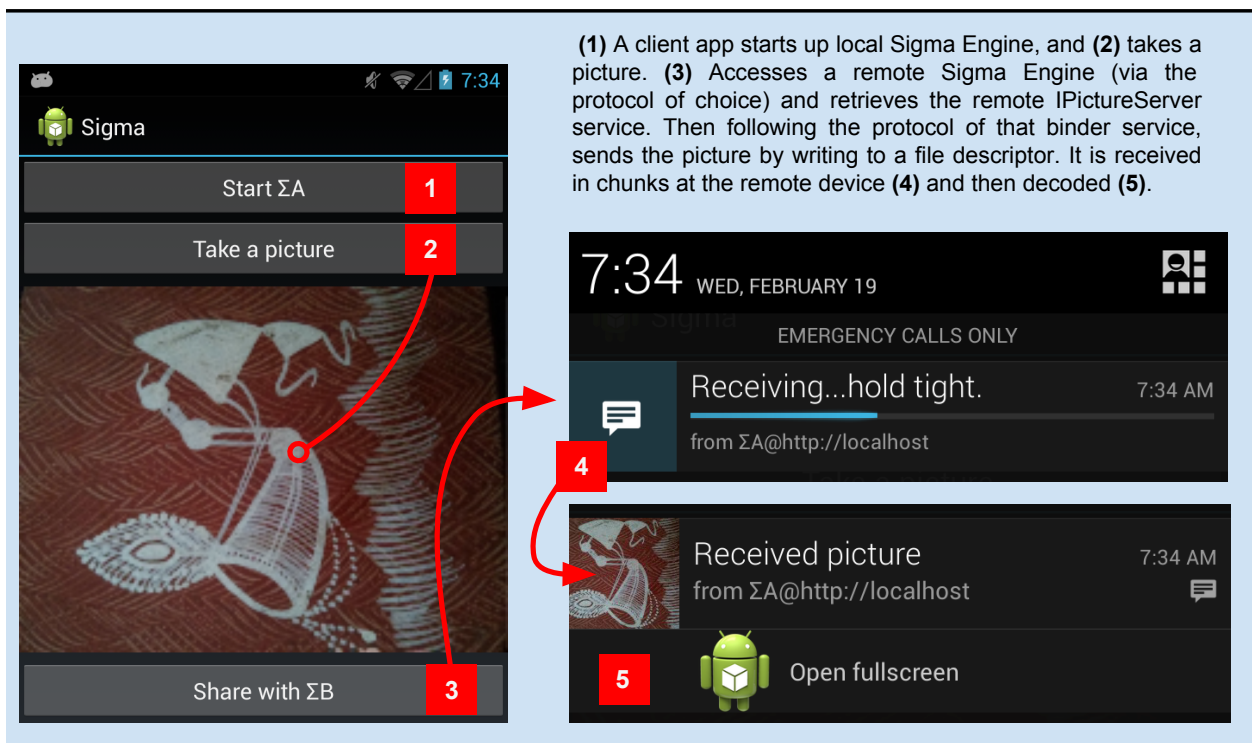 (1) A client app starts up local Sigma Engine, and (2) takes a
picture. (3) Accesses a remote Sigma Engine (via the
protocol of choice) and retrieves the remote IPictureServer
service. Then following the protocol of that binder service,
sends the picture by writing to a file descriptor. It is received
in chunks at the remote device (4) and then decoded (5).
7:34
Sigma
Start ΣA 1
Take a picture 2
Share with ΣB 3
7:34 WED, FEBRUARY 19
Sigma
EMERGENCY CALLS ONLY
Receiving...hold tight. 7:34 AM
from ΣA@http://localhost
4
Received picture 7:34 AM
from ΣA@http://localhost
5 Open fullscreen